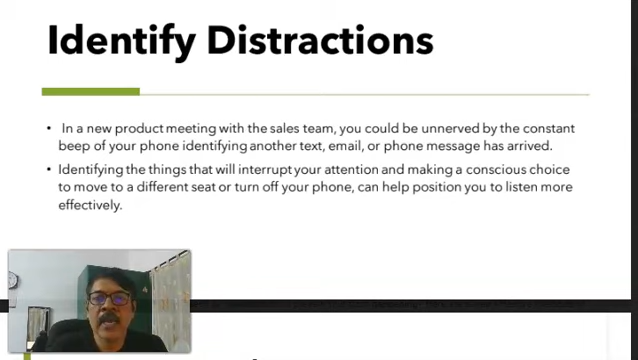 Identify Distractions
• In a new product meeting with the sales team, you could be unnerved by the constant
beep of your phone identifying another text, email, or phone message has arrived.
• Identifying the things that will interrupt your attention and making a conscious choice
to move to a different seat or turn off your phone, can help position you to listen more
effectively.